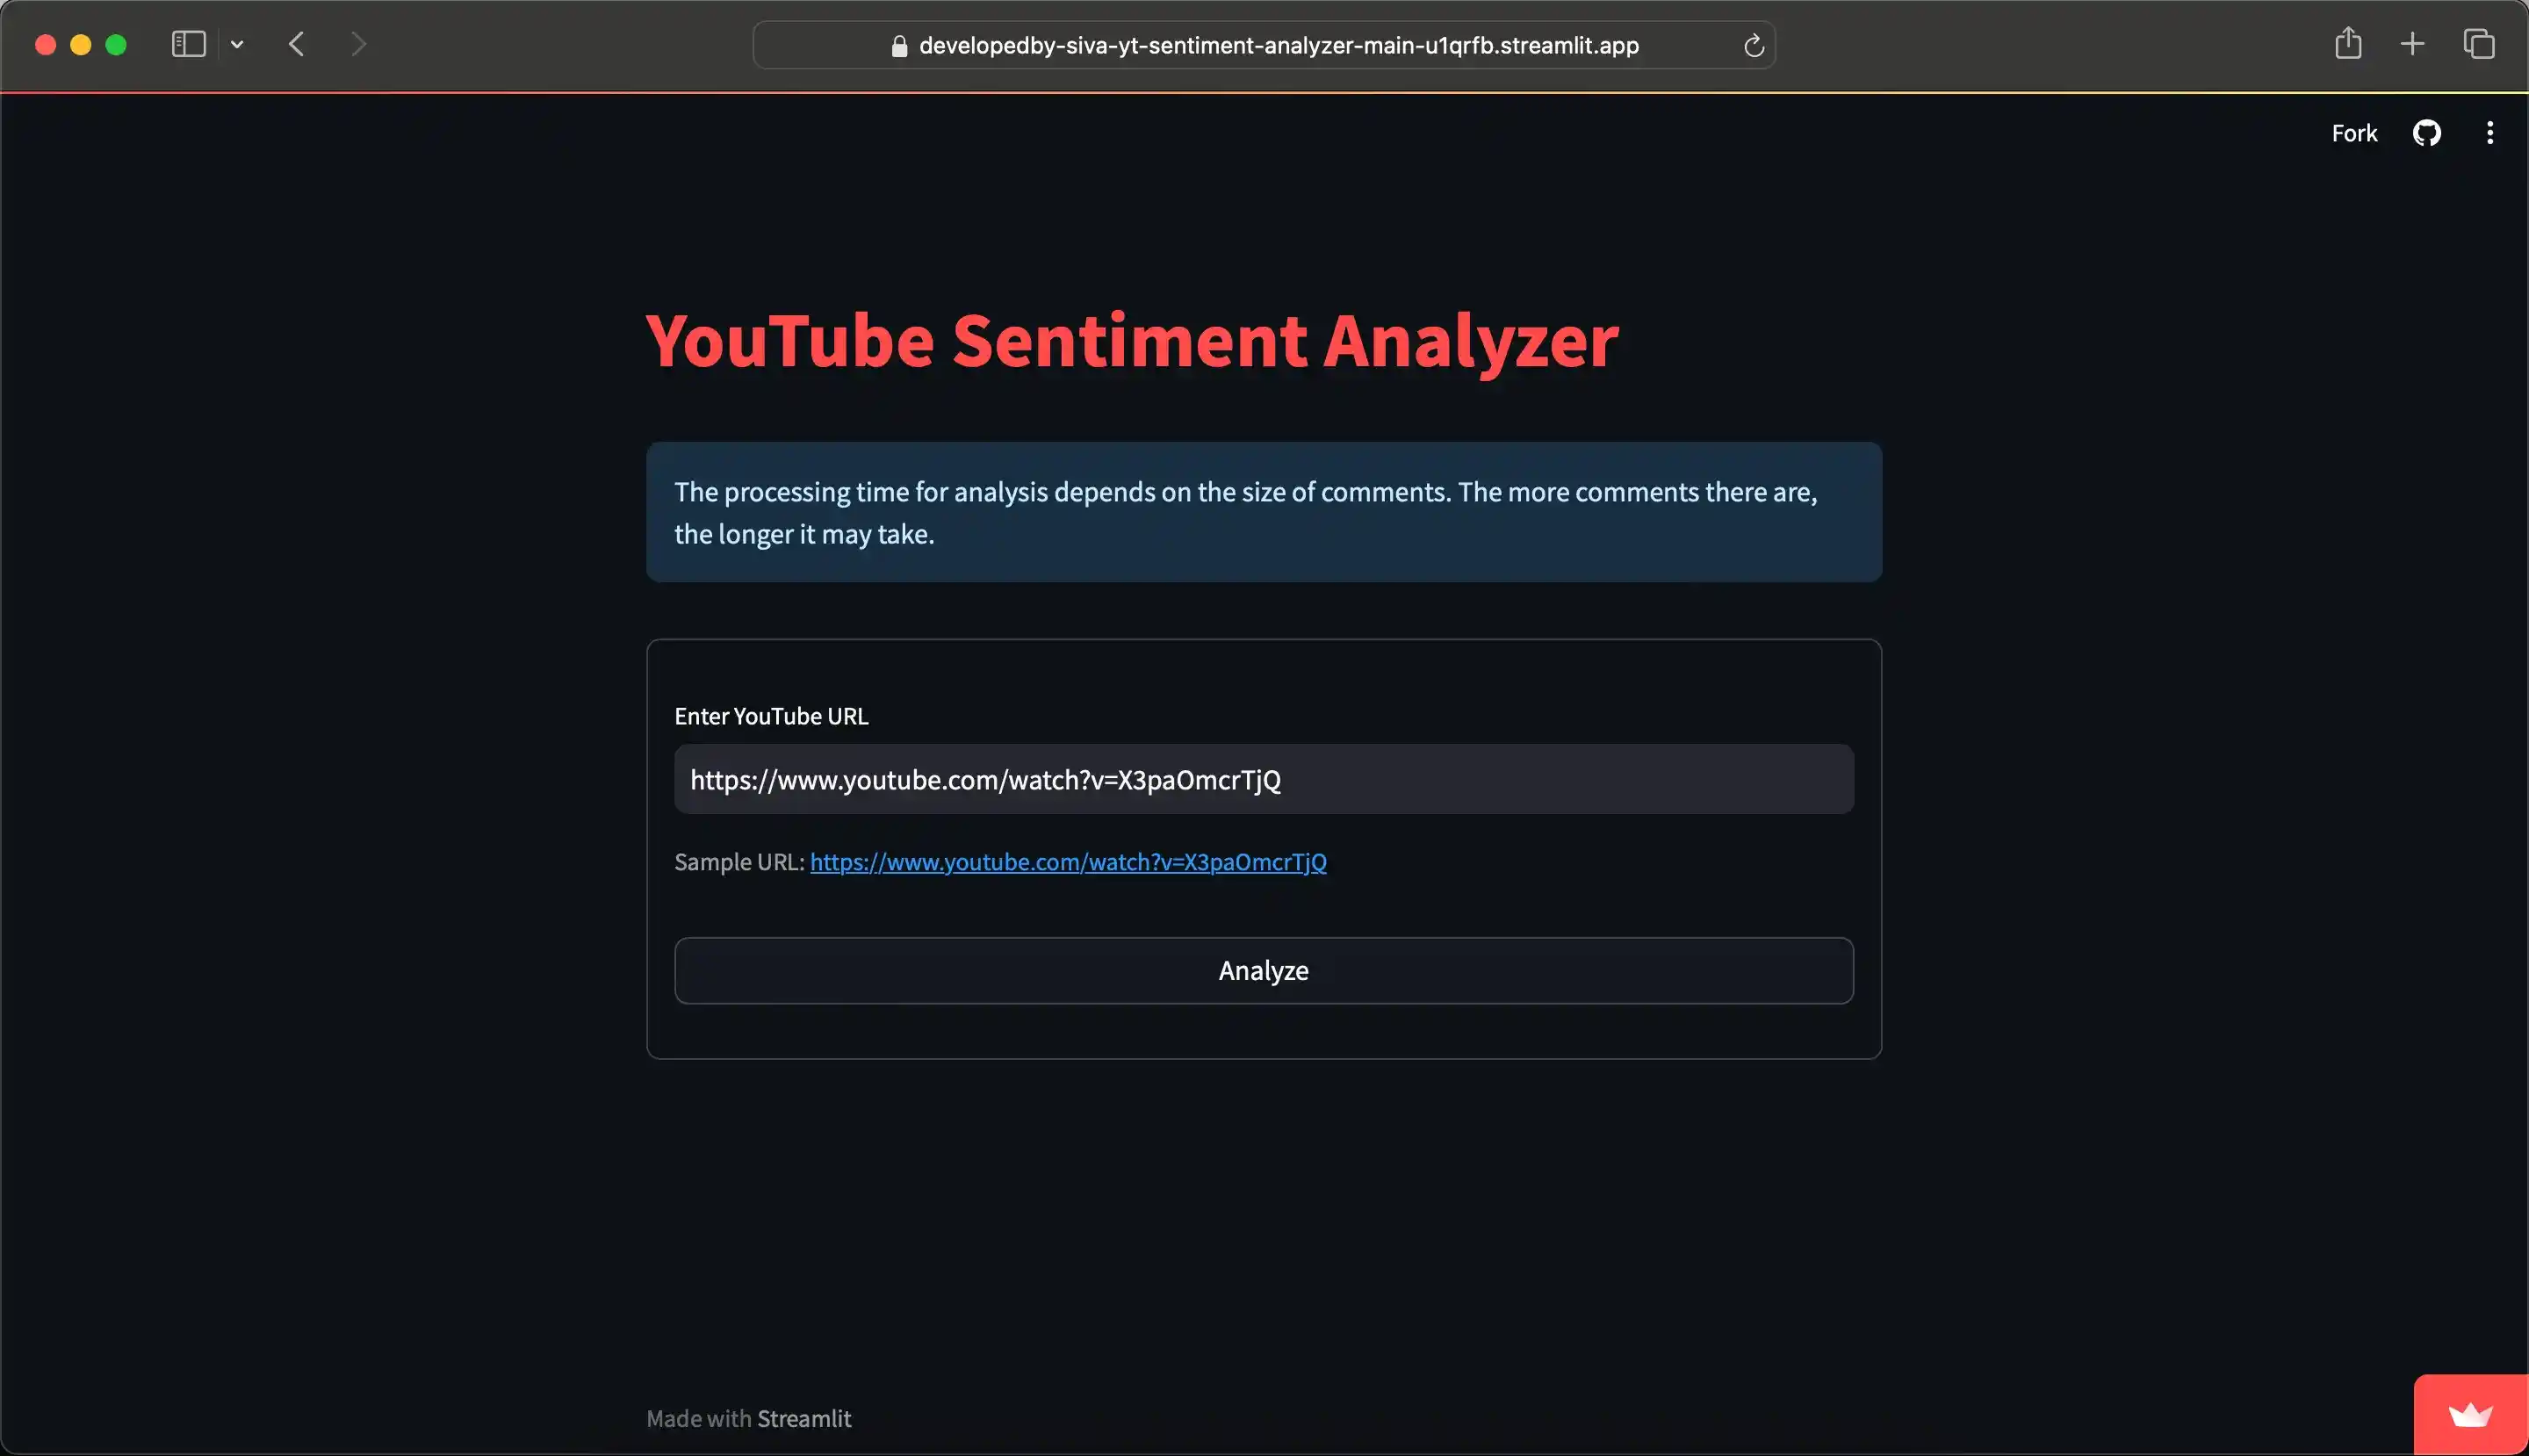 developedby-siva-yt-sentiment-analyzer-main-u1qrfb.streamlit.app
Fork
YouTube Sentiment Analyzer
The processing time for analysis depends on the size of comments. The more comments there are,
the longer it may take.
Enter YouTube URL
https://www.youtube.com/watch?v=X3paOmcrTjQ
Sample URL: https://www.youtube.com/watch?v=X3paOmcrTjQ
Analyze
Made with Streamlit